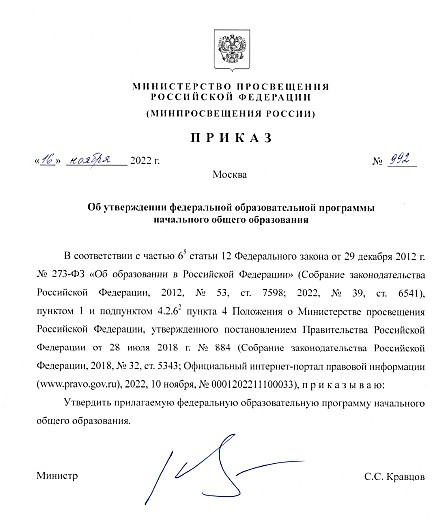 МИНИСТЕРСТВО ПРОСВЕЩЕНИЯ
РОССИЙСКОЙ ФЕДЕРАЦИИ
(МИНПРОСВЕЩЕНИЯ РОССИИ)
ПРИКАЗ
«16» ноября 2022 г. № 992
Москва
Об утверждении федеральной образовательной программы
начального общего образования
В соответствии с частью 6⁵ статьи 12 Федерального закона от 29 декабря 2012 г.
№ 273-ФЗ «Об образовании в Российской Федерации» (Собрание законодательства
Российской Федерации, 2012, № 53, ст. 7598; 2022, № 39, ст. 6541),
пунктом 1 и подпунктом 4.2.6² пункта 4 Положения о Министерстве просвещения
Российской Федерации, утвержденного постановлением Правительства Российской
Федерации от 28 июля 2018 г. № 884 (Собрание законодательства Российской
Федерации, 2018, № 32, ст. 5343; Официальный интернет-портал правовой информации
(www.pravo.gov.ru), 2022, 10 ноября, № 0001202211100033), п р и к а з ы в а ю:
Утвердить прилагаемую федеральную образовательную программу начального
общего образования.
Министр С.С. Кравцов